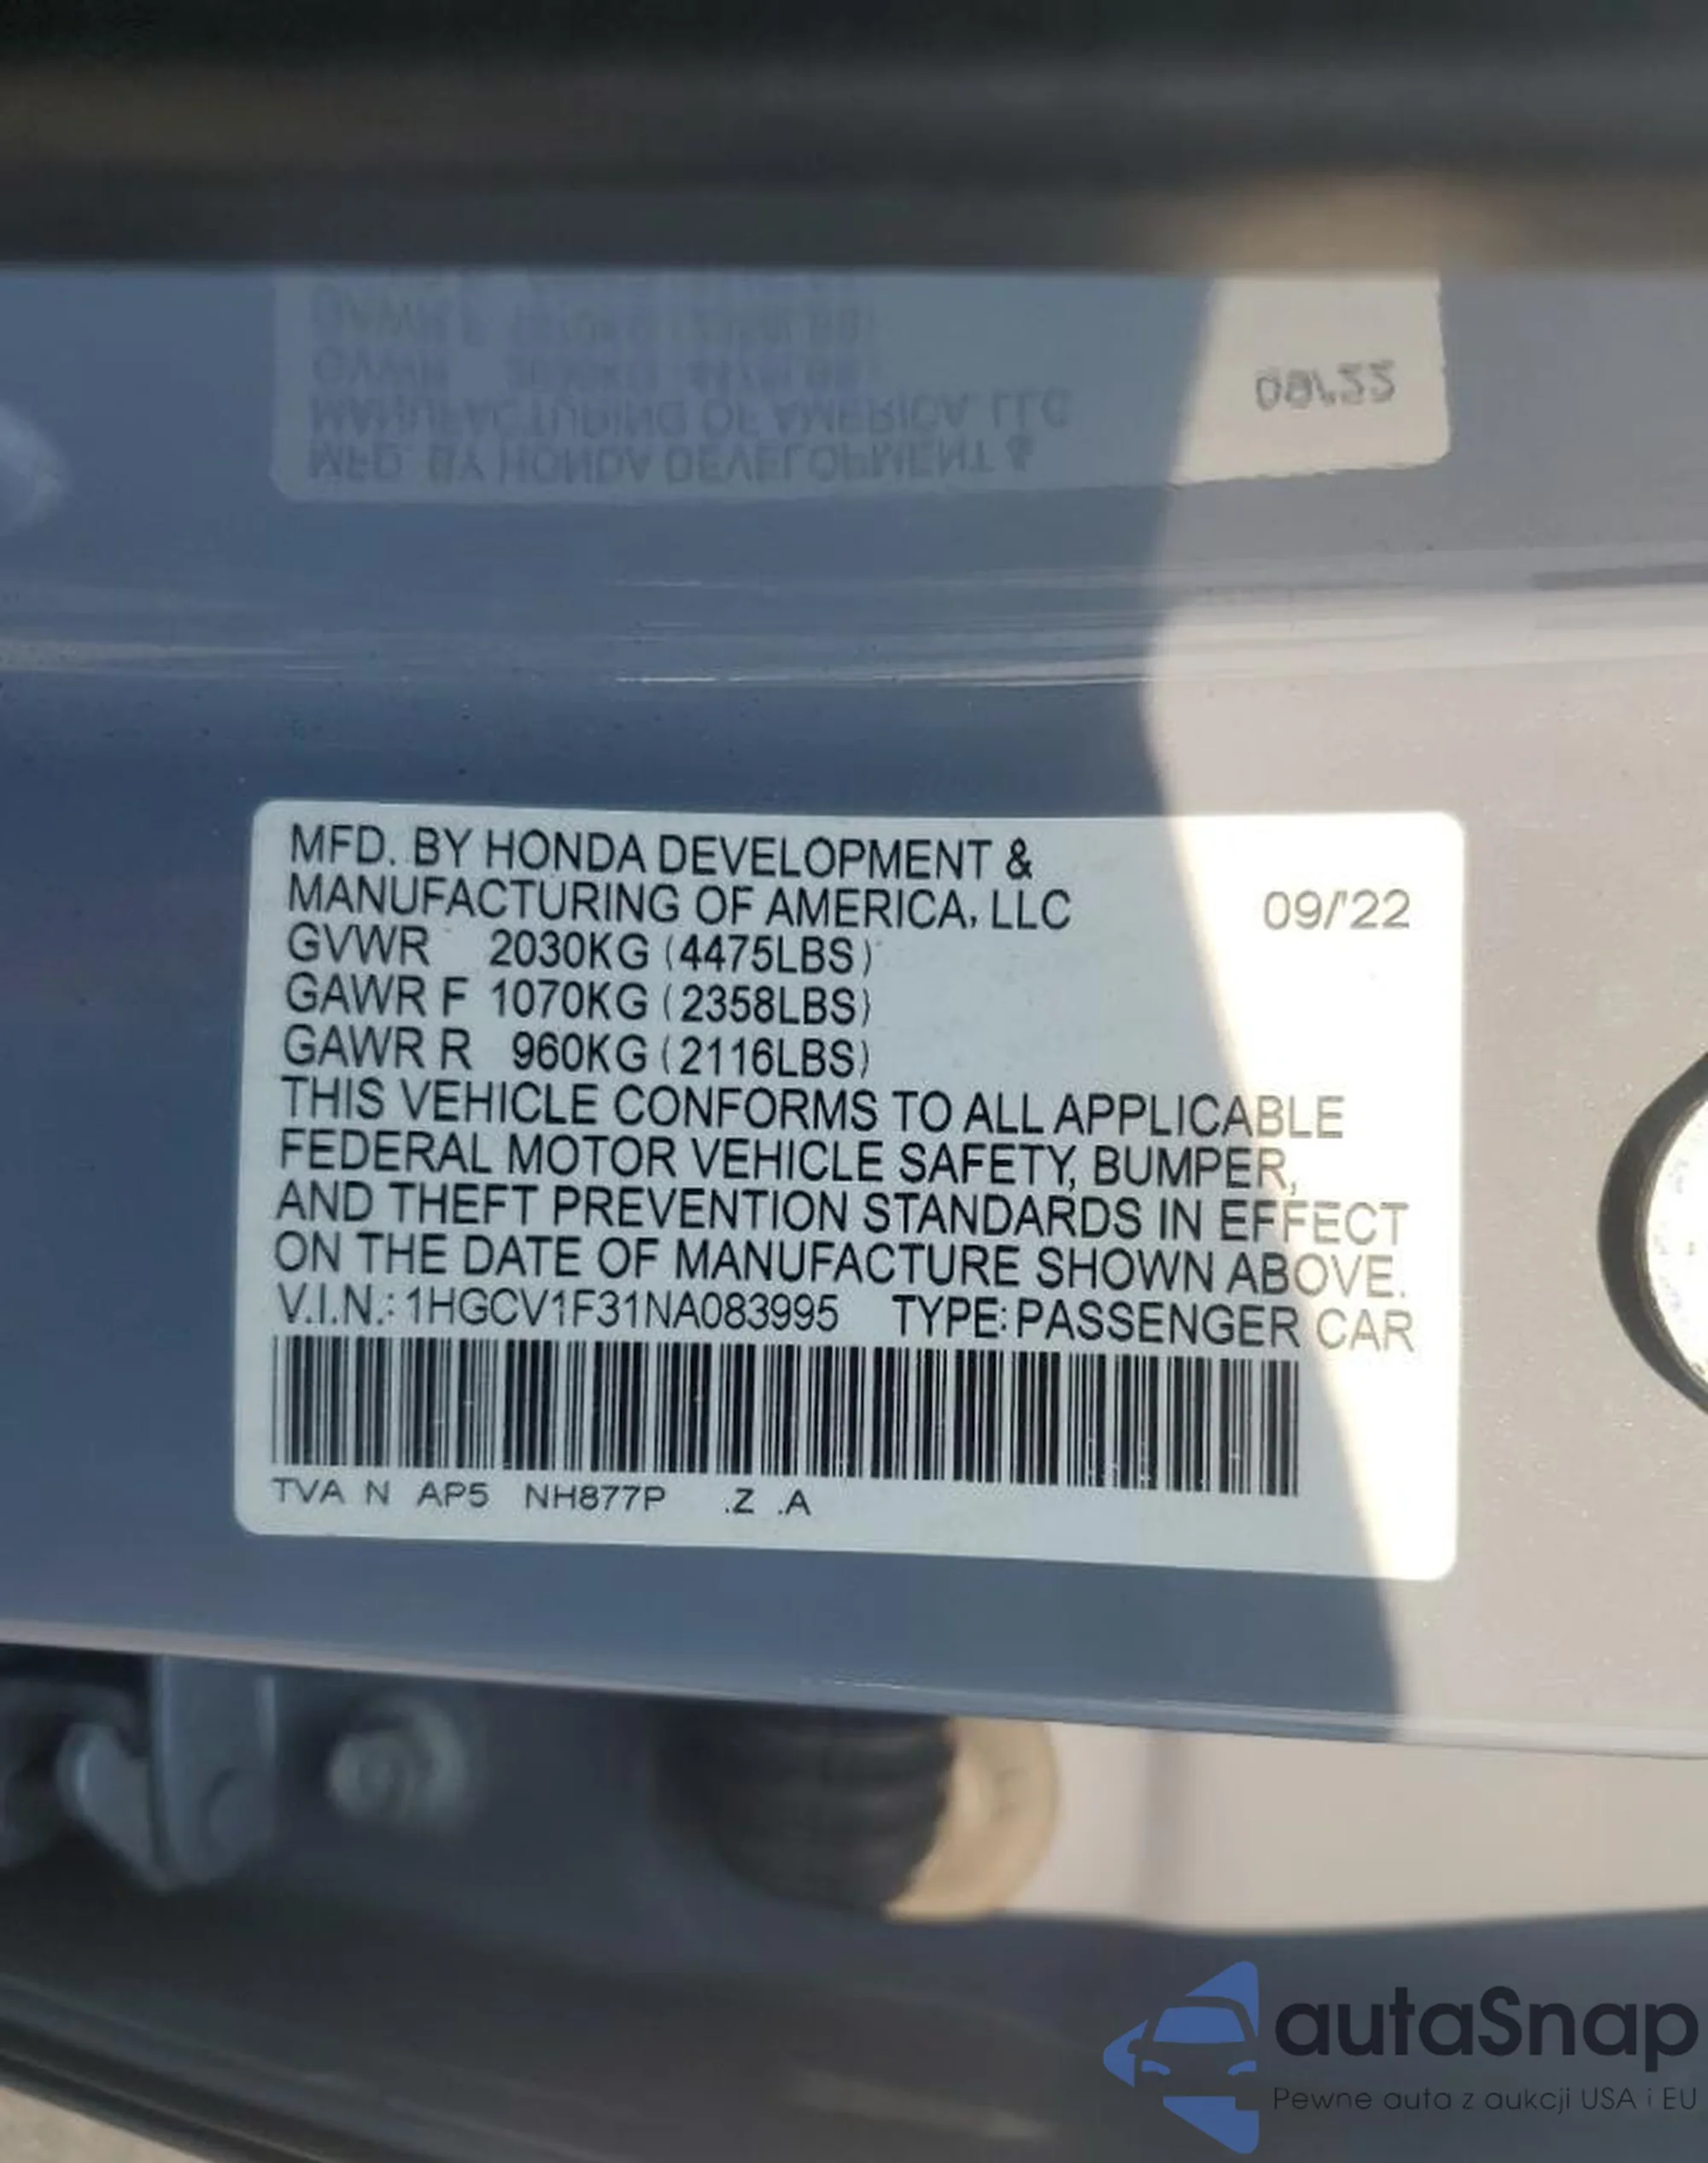 MFD. BY HONDA DEVELOPMENT &
MANUFACTURING OF AMERICA, LLC 09/'22
GVWR 2030KG (4475LBS)
GAWR F 1070KG (2358LBS)
GAWR R 960KG (2116LBS)
THIS VEHICLE CONFORMS TO ALL APPLICABLE
FEDERAL MOTOR VEHICLE SAFETY, BUMPER,
AND THEFT PREVENTION STANDARDS IN EFFECT
ON THE DATE OF MANUFACTURE SHOWN ABOVE.
V.I.N.: 1HGCV1F31NA083995 TYPE: PASSENGER CAR
TVA N AP5 NH877P .Z .A
autaSnap
Pewne auta z aukcji USA i EU